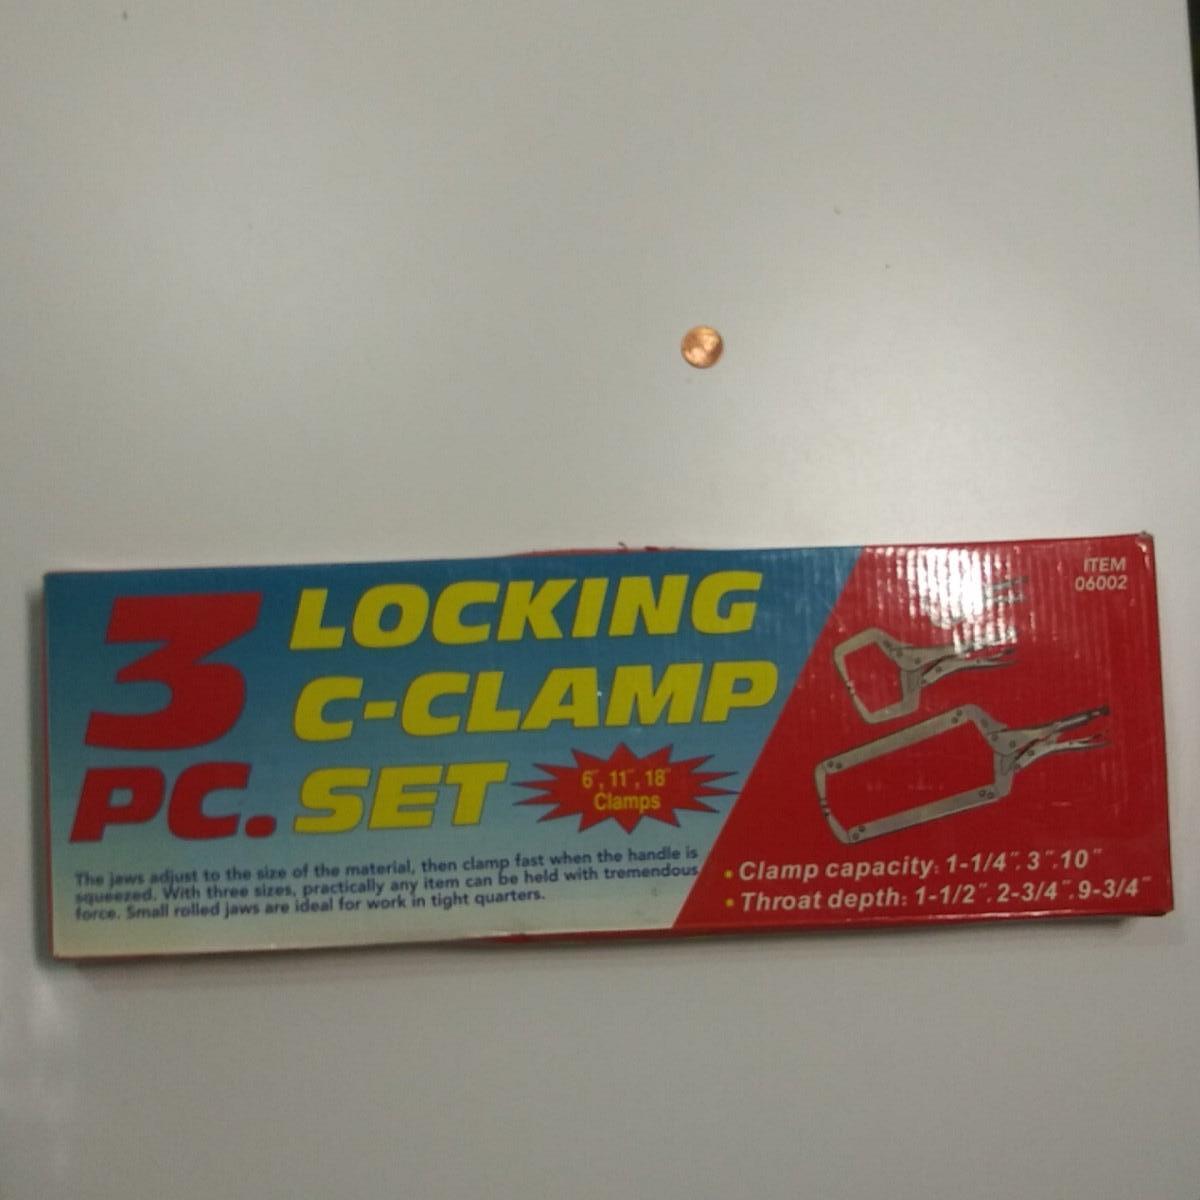 3 LOCKING
C-CLAMP
PC. SET
6", 11", 18"
Clamps
The jaws adjust to the size of the material, then clamp fast when the handle is
squeezed. With three sizes, practically any item can be held with tremendous
force. Small rolled jaws are ideal for work in tight quarters.
ITEM
06002
• Clamp capacity: 1-1/4".3".10"
• Throat depth: 1-1/2".2-3/4".9-3/4"